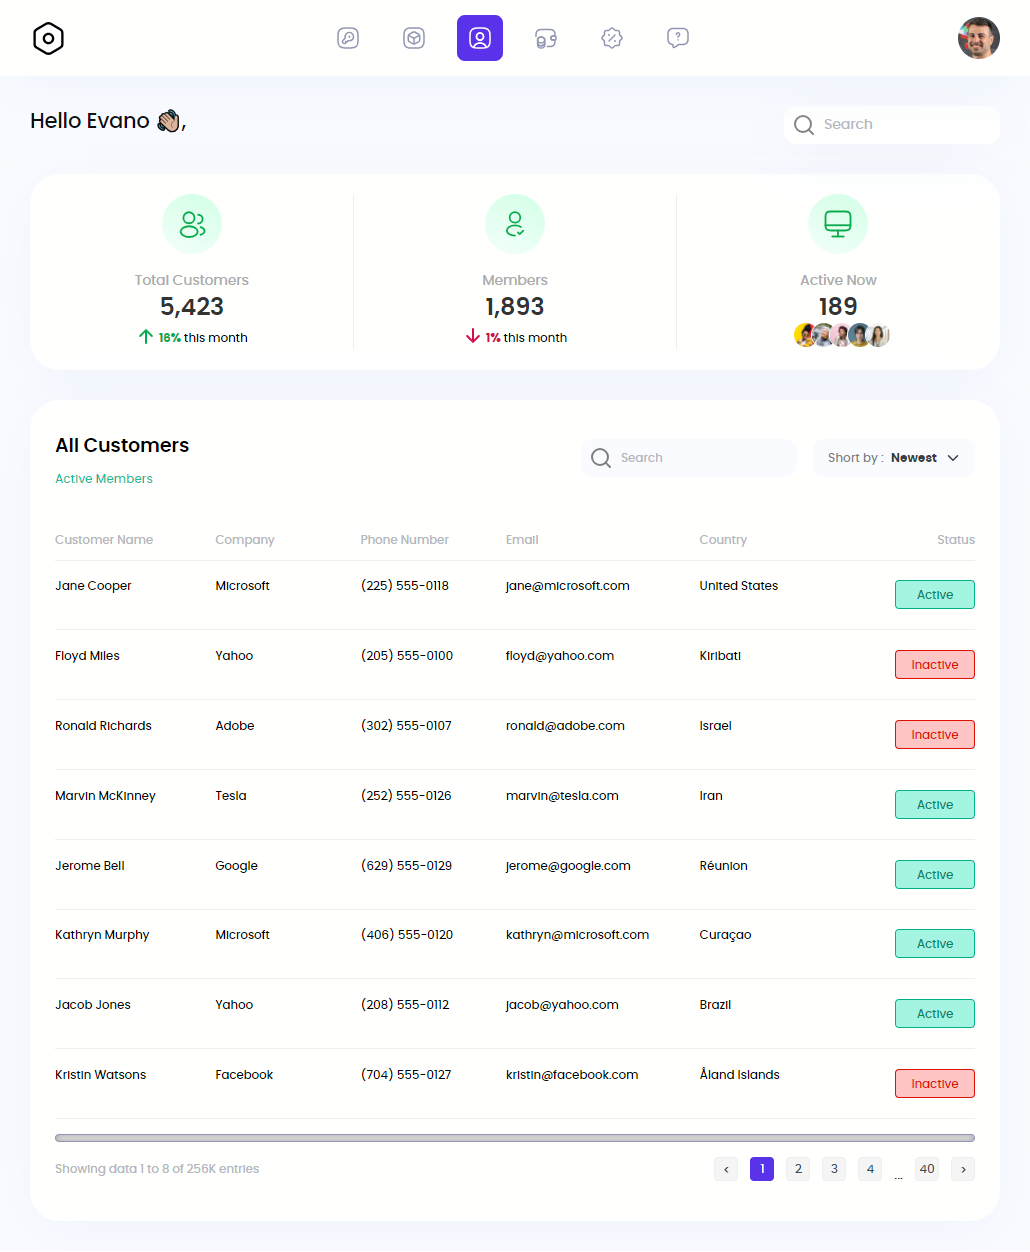 Hello Evano 👋🏼,
Search
Total Customers
5,423
16% this month
Members
1,893
1% this month
Active Now
189
All Customers
Active Members
Search
Short by : Newest
Customer Name Company Phone Number Email Country Status
Jane Cooper Microsoft (225) 555-0118 jane@microsoft.com United States Active
Floyd Miles Yahoo (205) 555-0100 floyd@yahoo.com Kiribati Inactive
Ronald Richards Adobe (302) 555-0107 ronald@adobe.com Israel Inactive
Marvin McKinney Tesla (252) 555-0126 marvin@tesla.com Iran Active
Jerome Bell Google (629) 555-0129 jerome@google.com Réunion Active
Kathryn Murphy Microsoft (406) 555-0120 kathryn@microsoft.com Curaçao Active
Jacob Jones Yahoo (208) 555-0112 jacob@yahoo.com Brazil Active
Kristin Watsons Facebook (704) 555-0127 kristin@facebook.com Åland Islands Inactive
Showing data 1 to 8 of 256K entries
‹ 1 2 3 4 ... 40 ›